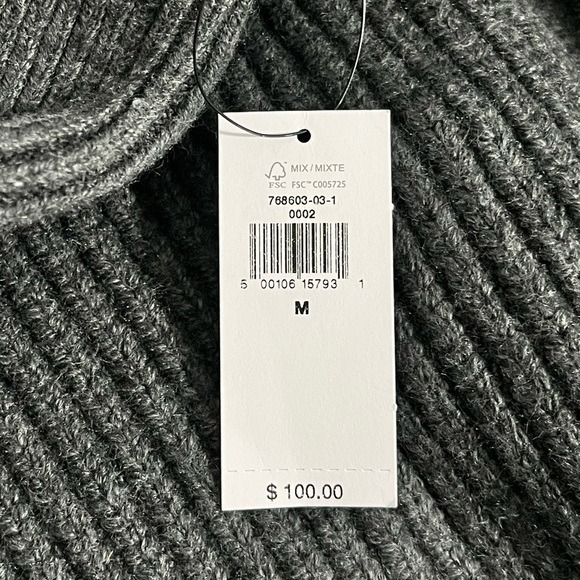 MIX / MIXTE
FSC FSC™ C005725
768603-03-1
0002
5 00106 15793 1
M
$ 100.00